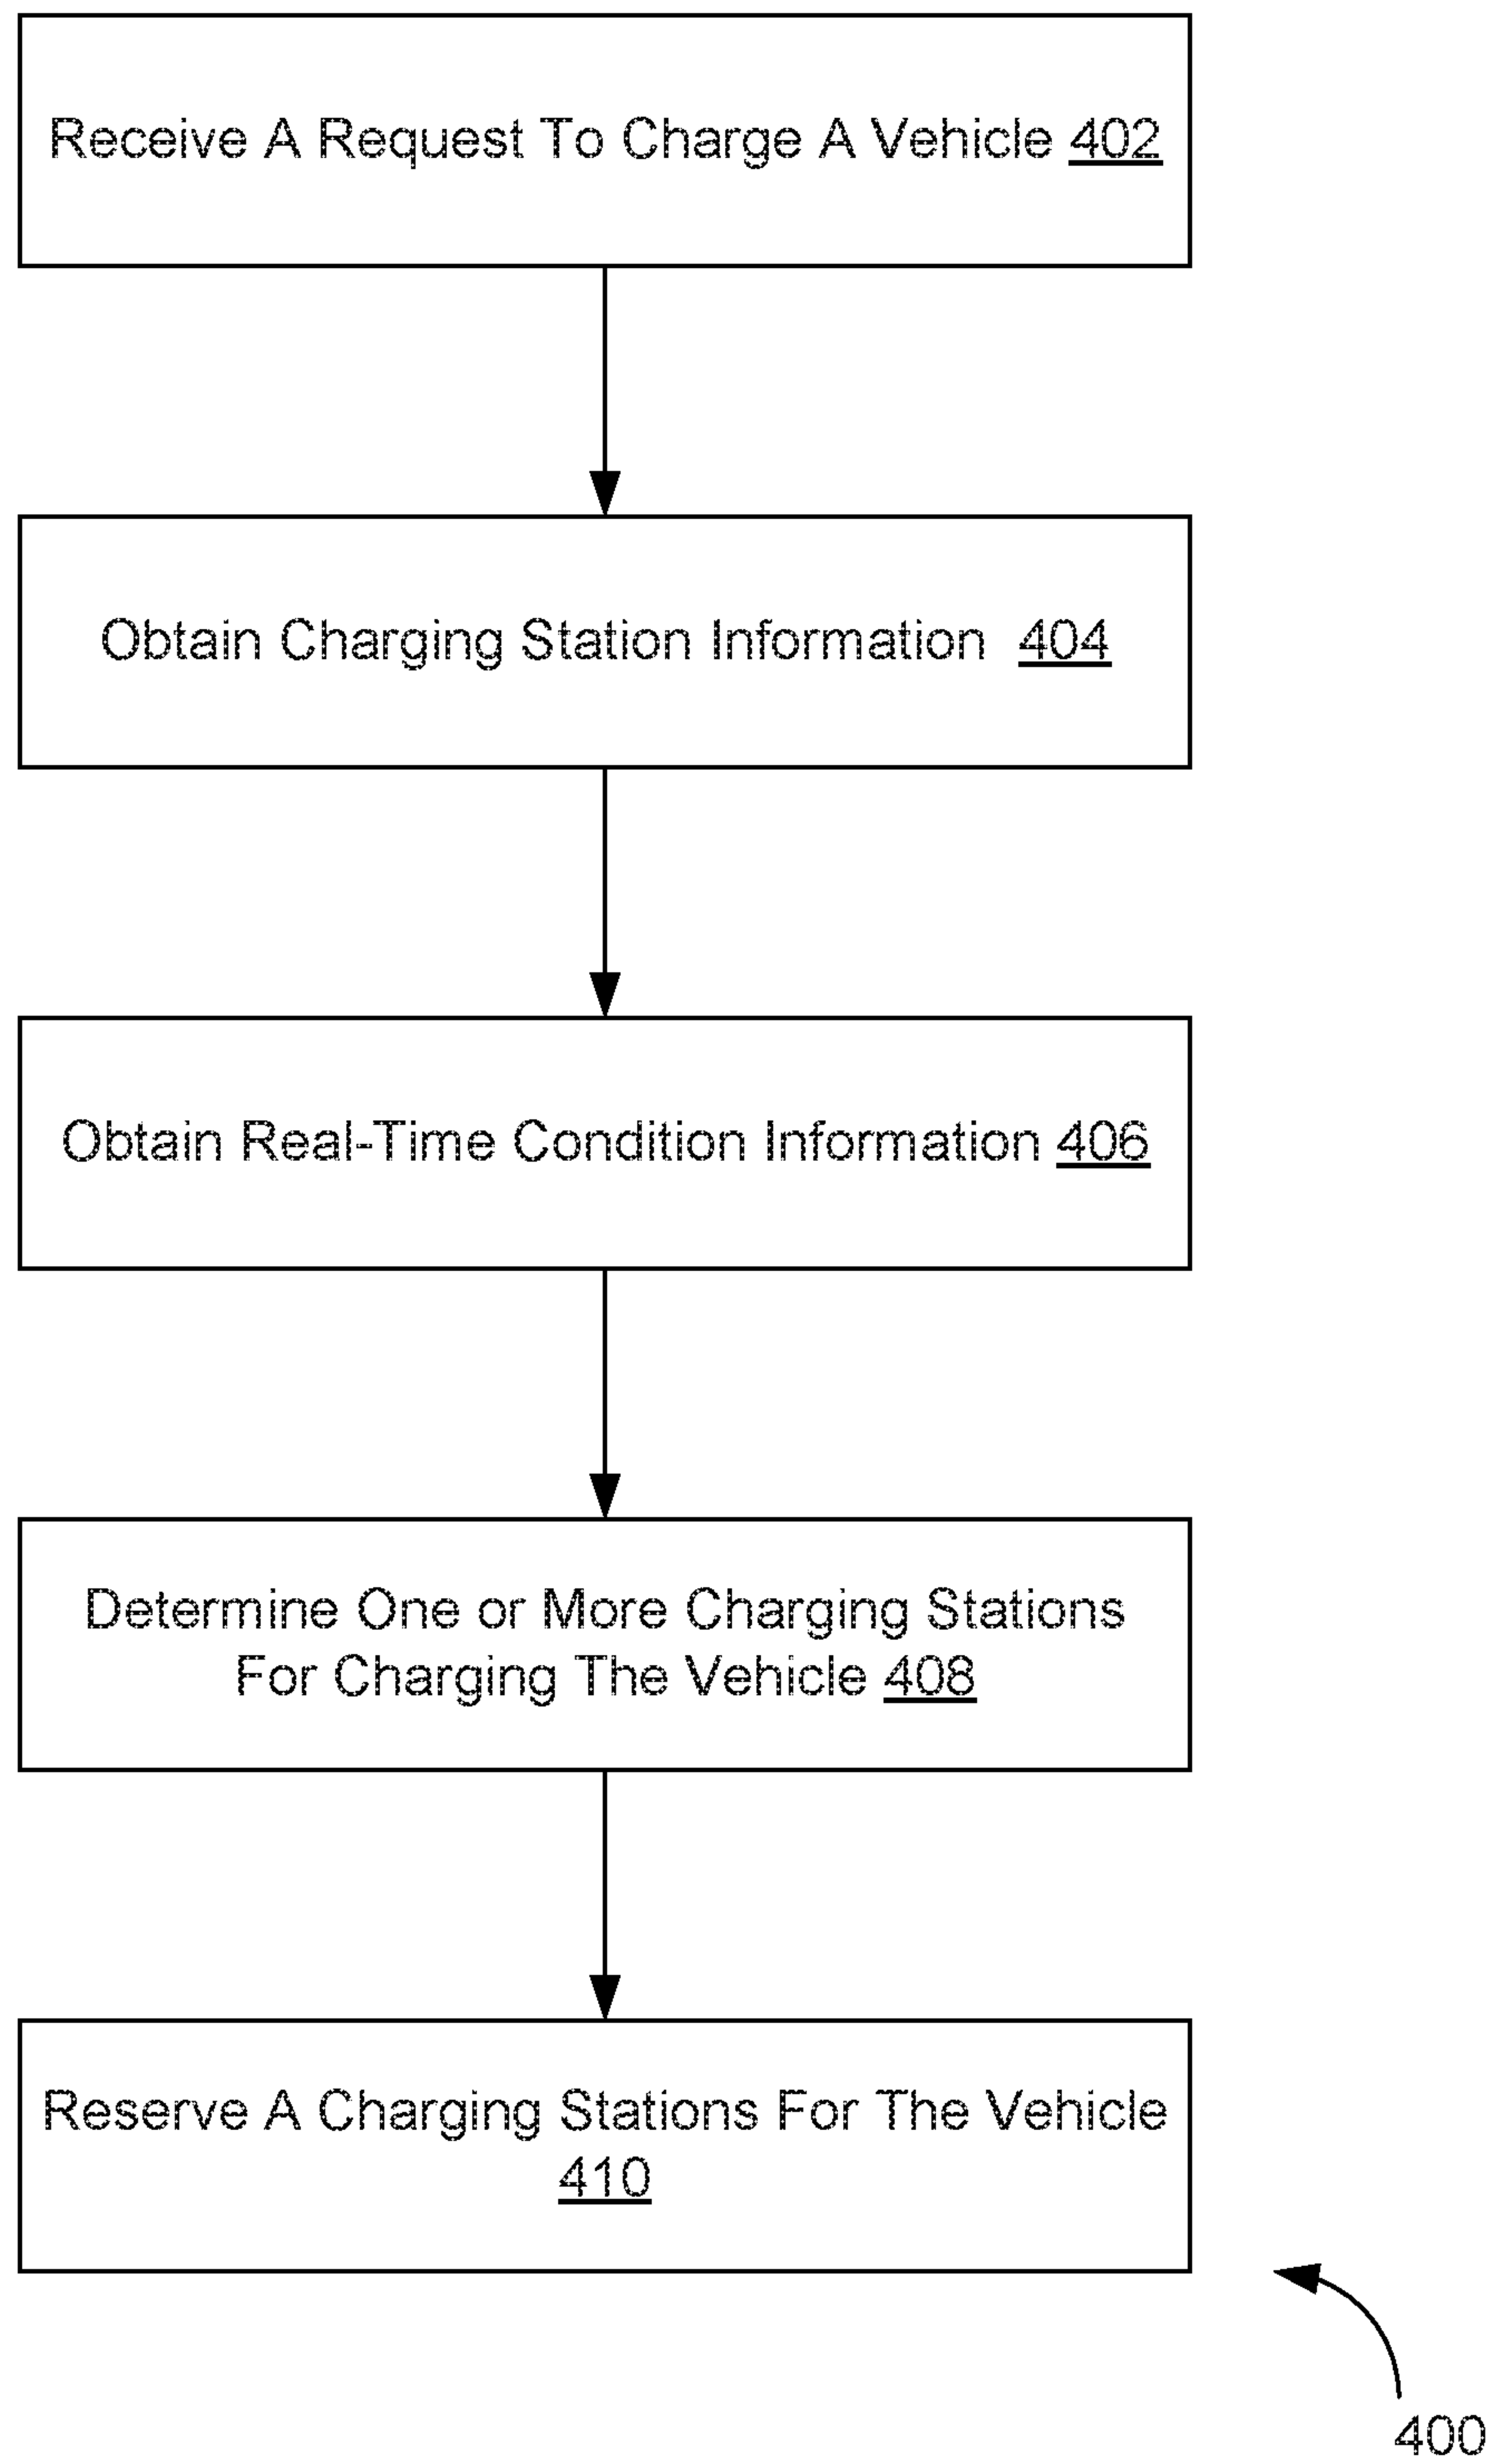 Receive A Request To Charge A Vehicle 402
Obtain Charging Station Information 404
Obtain Real-Time Condition Information 406
Determine One or More Charging Stations
For Charging The Vehicle 408
Reserve A Charging Stations For The Vehicle
410
400